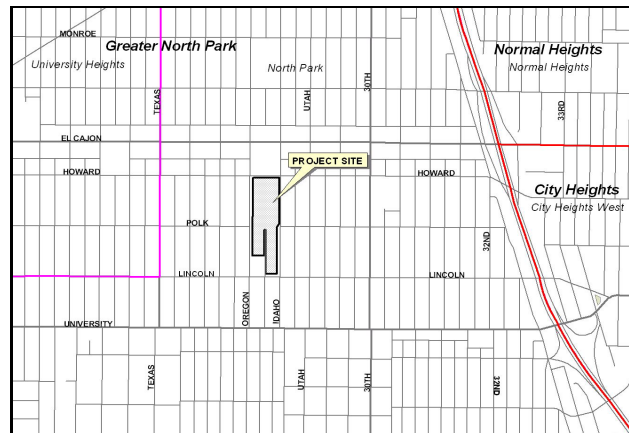 MONROE
Greater North Park
Normal Heights
University Heights
North Park
Normal Heights
TEXAS
UTAH
30TH
33RD
EL CAJON
PROJECT SITE
HOWARD
HOWARD
City Heights
City Heights West
POLK
32ND
LINCOLN
LINCOLN
OREGON
IDAHO
UNIVERSITY
TEXAS
UTAH
30TH
32ND